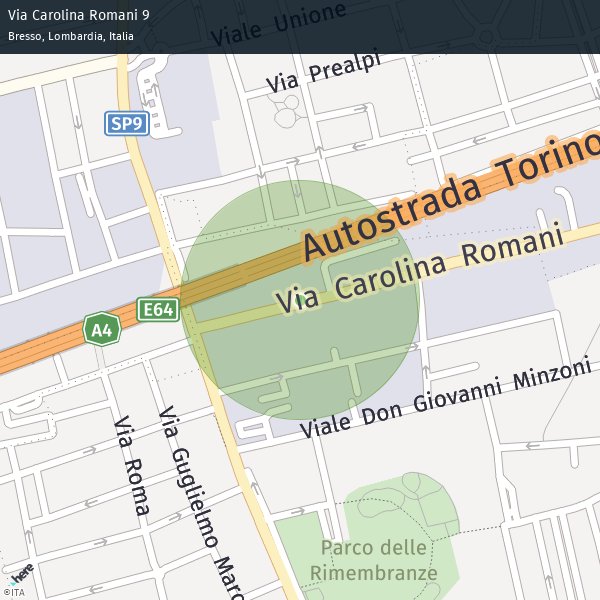 Via Carolina Romani 9
Bresso, Lombardia, Italia
Viale Unione
Via Prealpi
SP9
Autostrada Torino
Via Carolina Romani
E64
A4
Viale Don Giovanni Minzoni
Via Roma
Via Guglielmo Marc
Parco delle
Rimembranze
here
©ITA